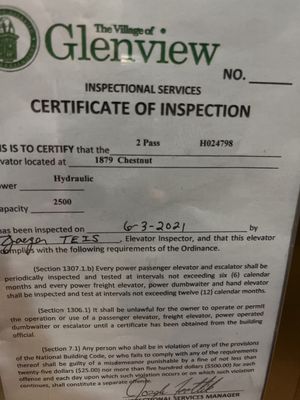 The Village of
Glenview
NO.
INSPECTIONAL SERVICES
CERTIFICATE OF INSPECTION
IS IS TO CERTIFY that the 2 Pass H024798
vator located at 1879 Chestnut
wer Hydraulic
apacity 2500
as been inspected on 6-3-2021 by
TEIS, Elevator Inspector, and that this elevator
complys with the following requirements of the Ordinance.
(Section 1307.1.b) Every power passenger elevator and escalator shall be
periodically inspected and tested at intervals not exceeding six (6) calendar
months and every power freight elevator, power dumbwaiter and hand elevator
shall be inspected and test at intervals not exceeding twelve (12) calendar months.
(Section 1306.1) It shall be unlawful for the owner to operate or permit
the operation or use of a passenger elevator, freight elevator, power operated
dumbwaiter or escalator until a certificate has been obtained from the building
official.
(Section 7.1) Any person who shall be in violation of any of the provisions
of the National Building Code, or who fails to comply with any of the requirements
thereof shall be guilty of a misdemeanor punishable by a fine of not less than
twenty-five dollars ($25.00) nor more than five hundred dollars ($500.00) for each
offense and each day upon which such violation occurs or on which such violation
continues, shall constitute a separate offense.
Joseph
TIONAL SERVICES MANAGER